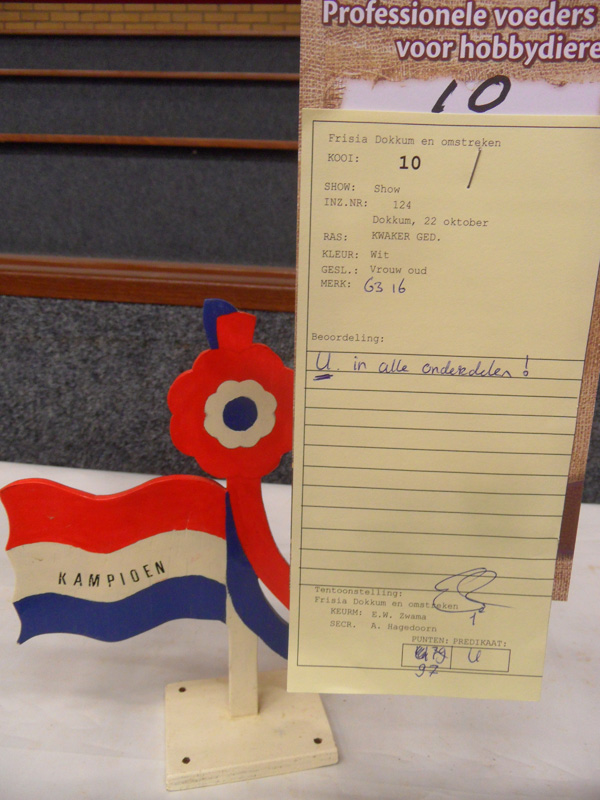 Professionele voeders
voor hobbydiere
10
Frisia Dokkum en omstreken
KOOI: 10 /
SHOW: Show
INZ.NR: 124
Dokkum, 22 oktober
RAS: KWAKER GED.
KLEUR: Wit
GESL.: Vrouw oud
MERK: G3 16
Beoordeling:
U. in alle onderdelen !
KAMPIOEN
Tentoonstelling:
Frisia Dokkum en omstreken
KEURM: E.W. Zwama
SECR. A. Hagedoorn
1e
PUNTEN: PREDIKAAT:
97 U